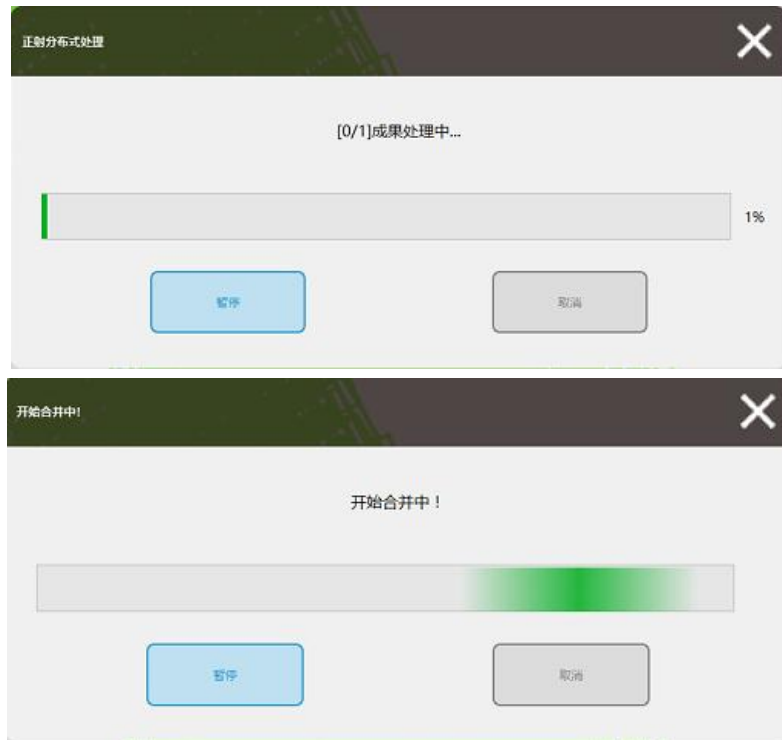 正射分布式处理
[0/1]成果处理中...
1%
暂停
取消
开始合并中!
开始合并中！
暂停
取消